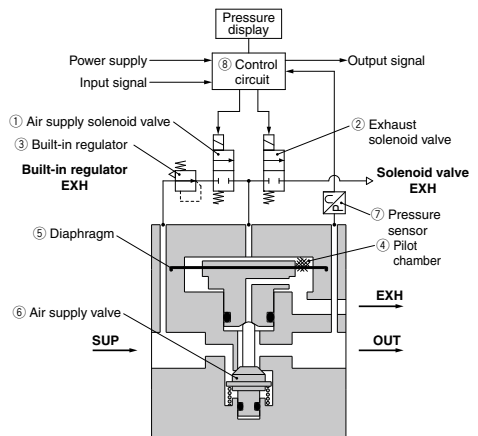 Pressure
display
Power supply
Input signal
⑧ Control
circuit
Output signal
① Air supply solenoid valve
③ Built-in regulator
Built-in regulator
EXH
② Exhaust
solenoid valve
Solenoid valve
EXH
⑦ Pressure
sensor
④ Pilot
chamber
⑤ Diaphragm
EXH
⑥ Air supply valve
SUP
OUT